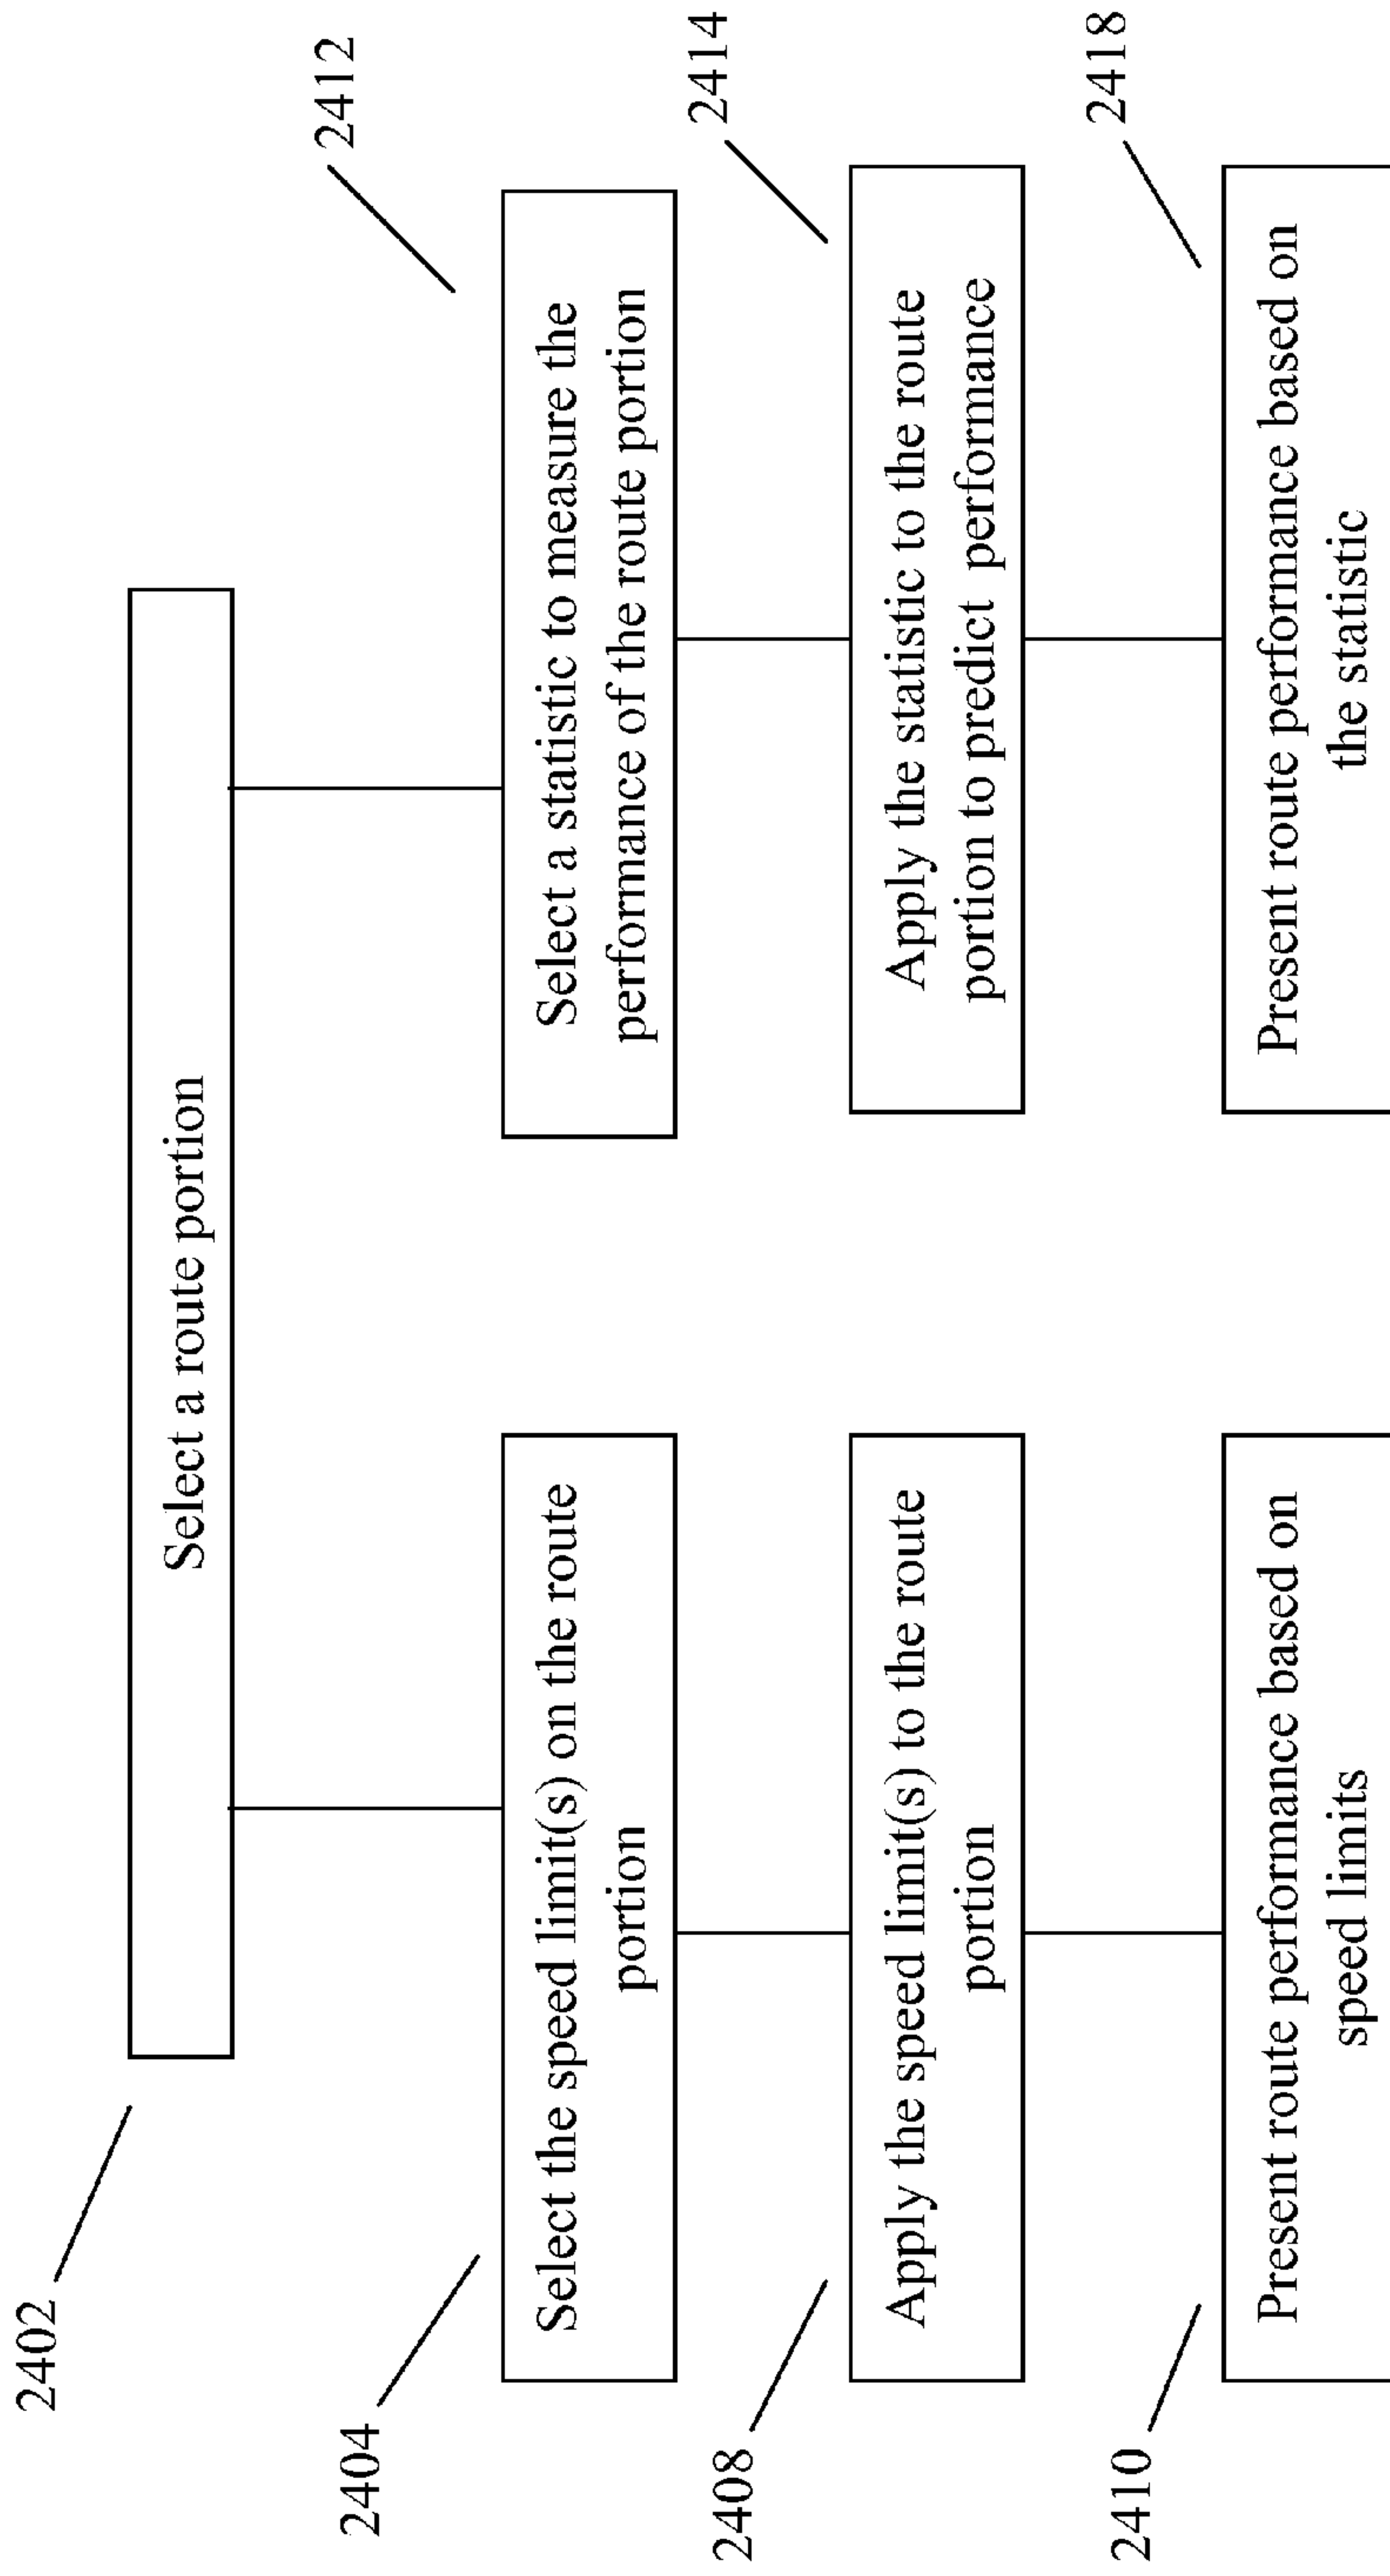 2402
Select a route portion
2404
Select the speed limit(s) on the route
portion
2412
Select a statistic to measure the
performance of the route portion
2408
Apply the speed limit(s) to the route
portion
2414
Apply the statistic to the route
portion to predict performance
2410
Present route performance based on
speed limits
2418
Present route performance based on
the statistic